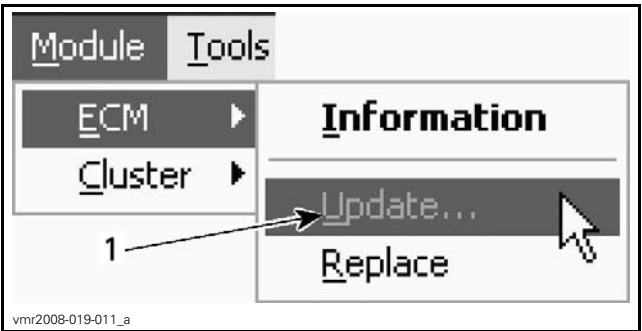 Module Tools
ECM Information
Cluster Update...
1 Replace
vmr2008-019-011_a